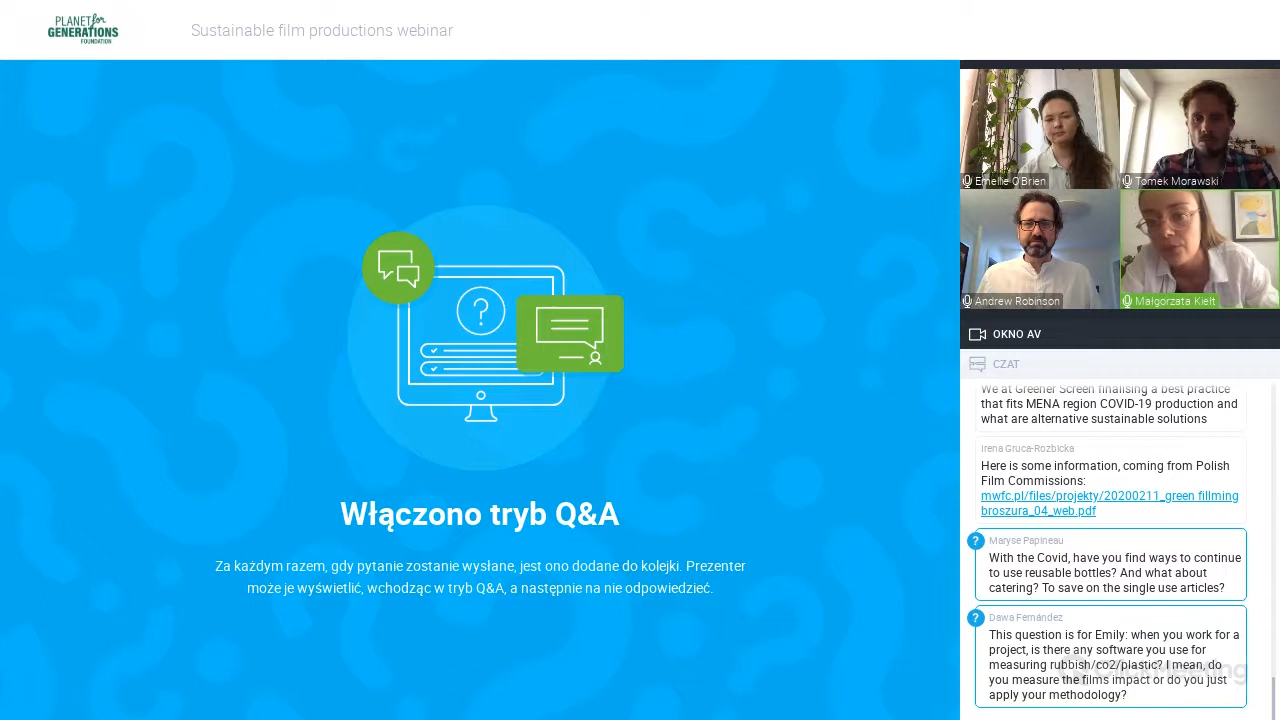 PLANET for
GENERATIONS
FOUNDATION
Sustainable film productions webinar
Emellie O'Brien
Tomek Morawski
Andrew Robinson
Małgorzata Kiełt
OKNO AV
CZAT
We at Greener Screen finalising a best practice
that fits MENA region COVID-19 production and
what are alternative sustainable solutions
Irena Gruca-Rozbicka
Here is some information, coming from Polish
Film Commissions:
mwfc.pl/files/projekty/20200211_green fillming
broszura_04_web.pdf
?
Maryse Papineau
With the Covid, have you find ways to continue
to use reusable bottles? And what about
catering? To save on the single use articles?
?
Dawa Fernández
This question is for Emily: when you work for a
project, is there any software you use for
measuring rubbish/co2/plastic? I mean, do
you measure the films impact or do you just
apply your methodology?
ClickMeeting
?
Włączono tryb Q&A
Za każdym razem, gdy pytanie zostanie wysłane, jest ono dodane do kolejki. Prezenter
może je wyświetlić, wchodząc w tryb Q&A, a następnie na nie odpowiedzieć.